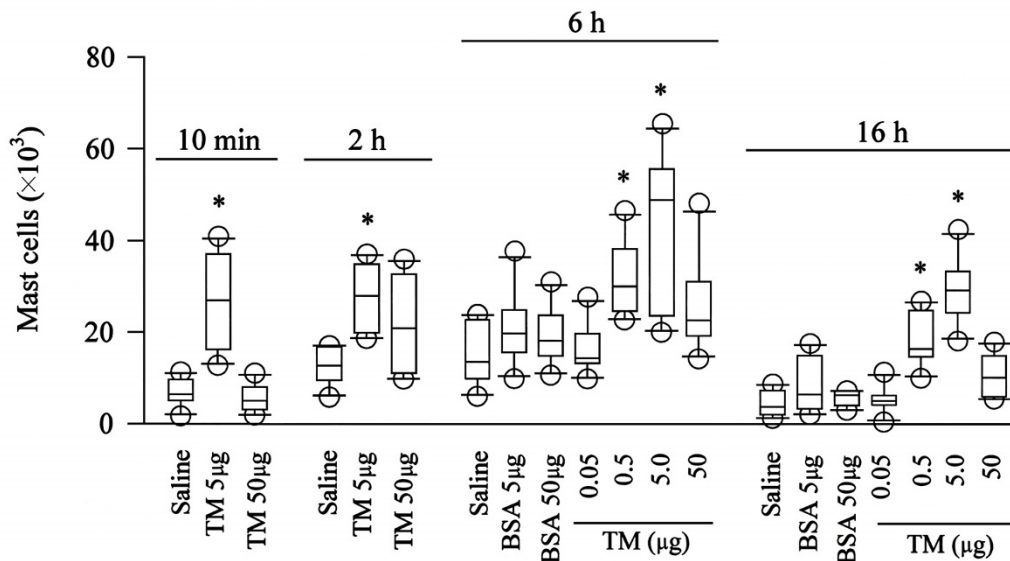 6 h
80
10 min
2 h
16 h
60
*
*
*
*
*
*
40
20
0
Mast cells (×10³)
Saline
TM 5µg
TM 50µg
Saline
TM 5µg
TM 50µg
Saline
BSA 5µg
BSA 50µg
0.05
0.5
5.0
50
TM (µg)
Saline
BSA 5µg
BSA 50µg
0.05
0.5
5.0
50
TM (µg)